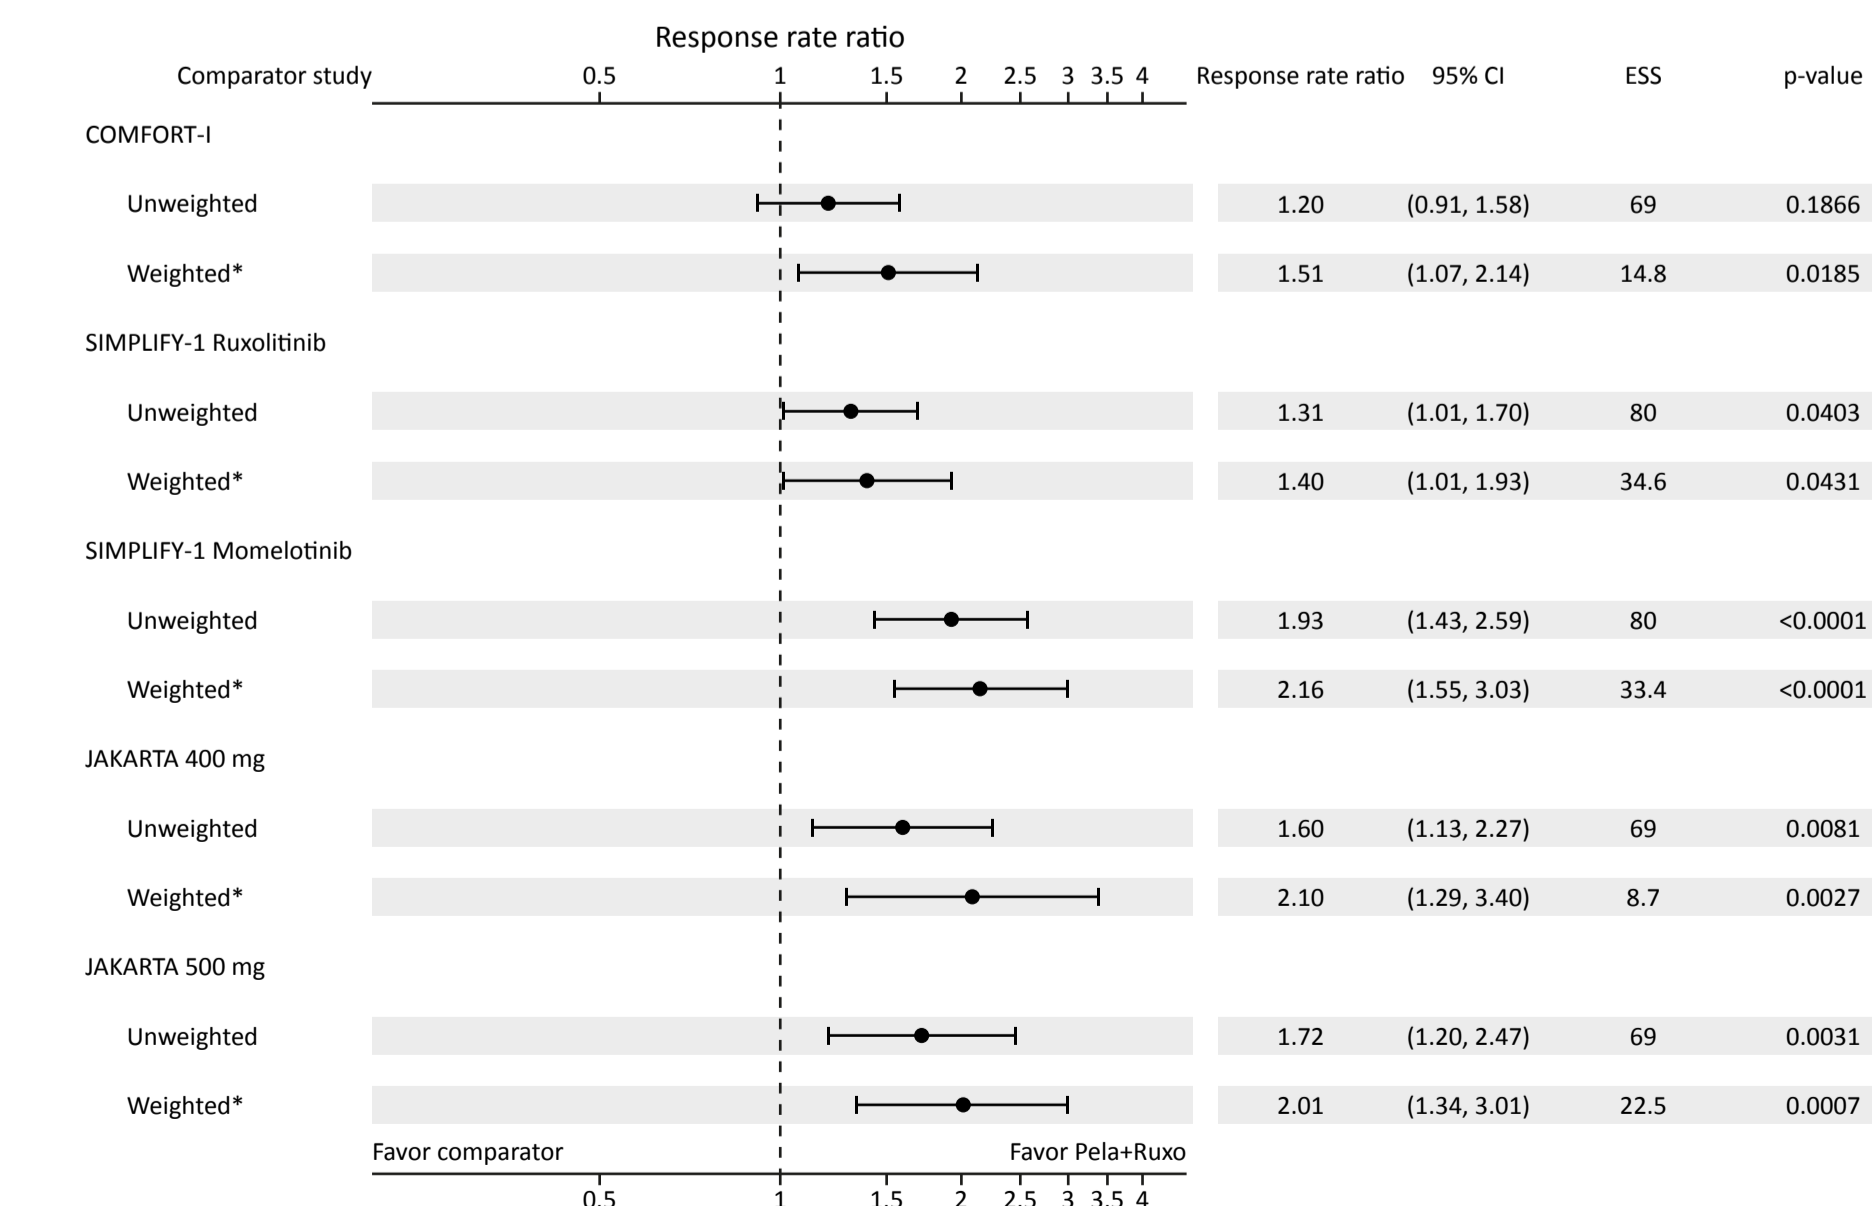 Response rate ratio
Comparator study 0.5 1 1.5 2 2.5 3 3.5 4 Response rate ratio 95% CI ESS p-value
COMFORT-I
Unweighted 1.20 (0.91, 1.58) 69 0.1866
Weighted* 1.51 (1.07, 2.14) 14.8 0.0185
SIMPLIFY-1 Ruxolitinib
Unweighted 1.31 (1.01, 1.70) 80 0.0403
Weighted* 1.40 (1.01, 1.93) 34.6 0.0431
SIMPLIFY-1 Momelotinib
Unweighted 1.93 (1.43, 2.59) 80 <0.0001
Weighted* 2.16 (1.55, 3.03) 33.4 <0.0001
JAKARTA 400 mg
Unweighted 1.60 (1.13, 2.27) 69 0.0081
Weighted* 2.10 (1.29, 3.40) 8.7 0.0027
JAKARTA 500 mg
Unweighted 1.72 (1.20, 2.47) 69 0.0031
Weighted* 2.01 (1.34, 3.01) 22.5 0.0007
Favor comparator Favor Pela+Ruxo
0.5 1 1.5 2 2.5 3 3.5 4